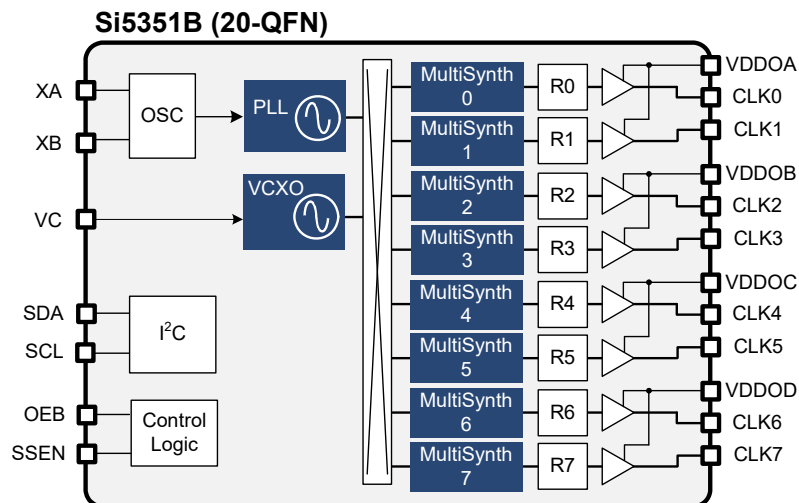 Si5351B (20-QFN)
XA
XB
VC
SDA
SCL
OEB
SSEN
OSC
PLL
VCXO
I²C
Control
Logic
MultiSynth
0
R0
MultiSynth
1
R1
MultiSynth
2
R2
MultiSynth
3
R3
MultiSynth
4
R4
MultiSynth
5
R5
MultiSynth
6
R6
MultiSynth
7
R7
VDDOA
CLK0
CLK1
VDDOB
CLK2
CLK3
VDDOC
CLK4
CLK5
VDDOD
CLK6
CLK7